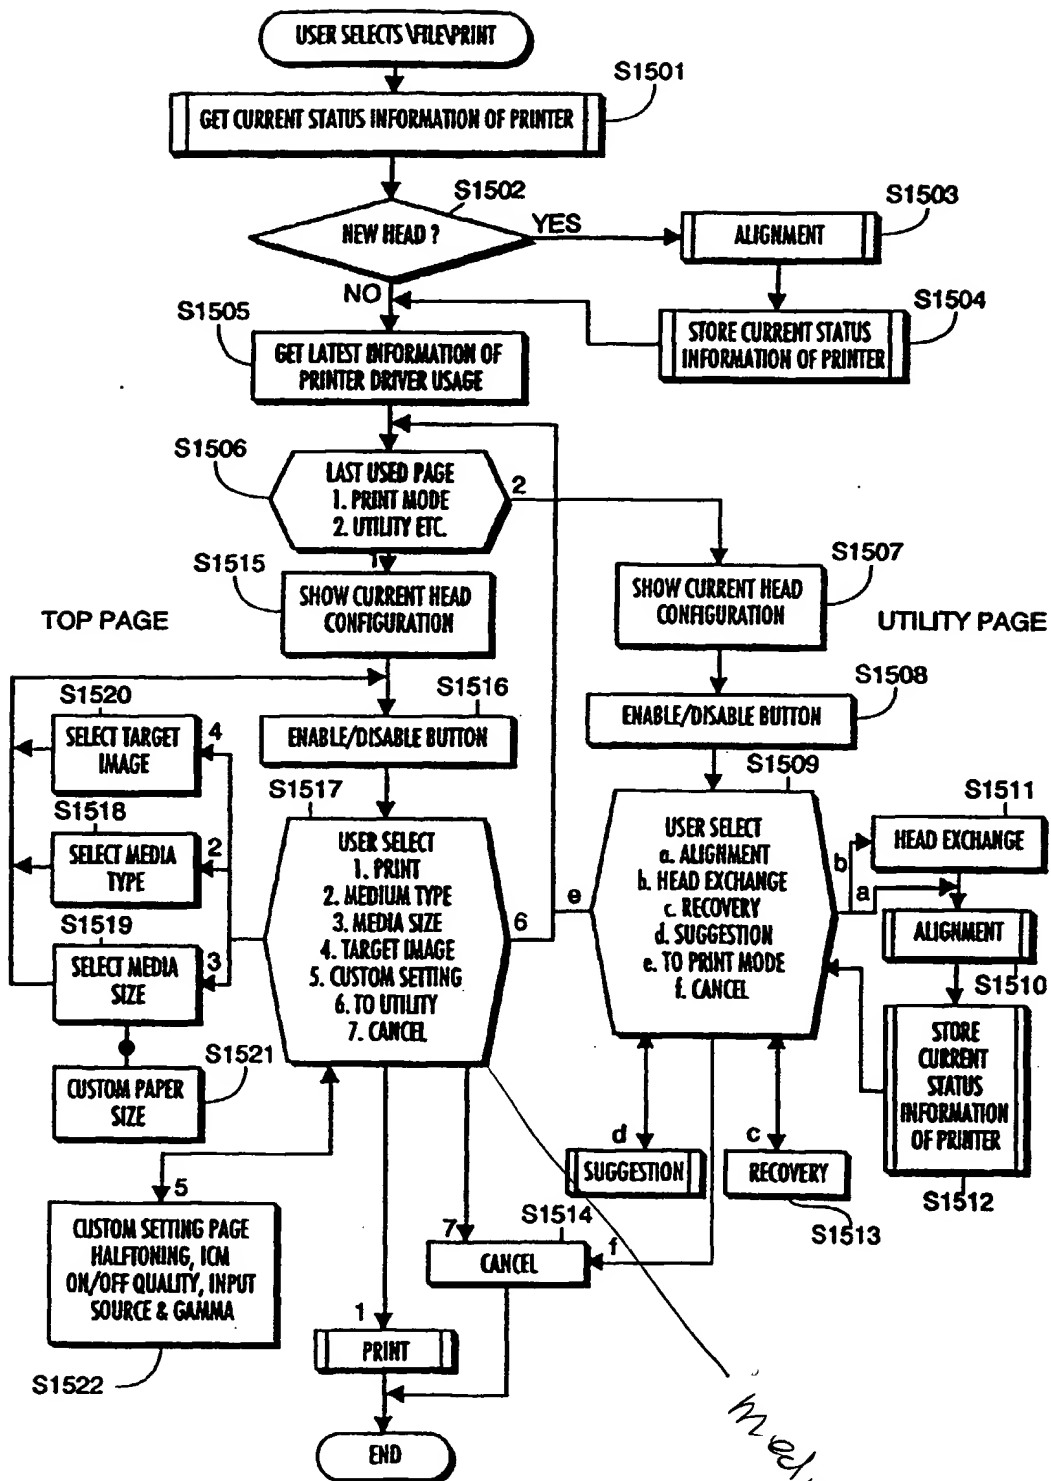 USER SELECTS \FILE\PRINT
S1501
GET CURRENT STATUS INFORMATION OF PRINTER
S1502
NEW HEAD ?
YES
S1503
ALIGNMENT
NO
S1504
STORE CURRENT STATUS
INFORMATION OF PRINTER
S1505
GET LATEST INFORMATION OF
PRINTER DRIVER USAGE
S1506
LAST USED PAGE
1. PRINT MODE
2. UTILITY ETC.
2
1
S1515
SHOW CURRENT HEAD
CONFIGURATION
S1507
SHOW CURRENT HEAD
CONFIGURATION
TOP PAGE
UTILITY PAGE
S1520
SELECT TARGET
IMAGE
4
S1516
ENABLE/DISABLE BUTTON
S1508
ENABLE/DISABLE BUTTON
S1517
USER SELECT
1. PRINT
2. MEDIUM TYPE
3. MEDIA SIZE
4. TARGET IMAGE
5. CUSTOM SETTING
6. TO UTILITY
7. CANCEL
6
S1518
SELECT MEDIA
TYPE
2
S1519
SELECT MEDIA
SIZE
3
S1521
CUSTOM PAPER
SIZE
S1509
USER SELECT
a. ALIGNMENT
b. HEAD EXCHANGE
c. RECOVERY
d. SUGGESTION
e. TO PRINT MODE
f. CANCEL
e
b
a
S1511
HEAD EXCHANGE
ALIGNMENT
S1510
STORE
CURRENT
STATUS
INFORMATION
OF PRINTER
S1512
d
SUGGESTION
c
RECOVERY
S1513
5
CUSTOM SETTING PAGE
HALFTONING, ICM
ON/OFF QUALITY, INPUT
SOURCE & GAMMA
S1522
7
S1514
CANCEL
f
1
PRINT
END